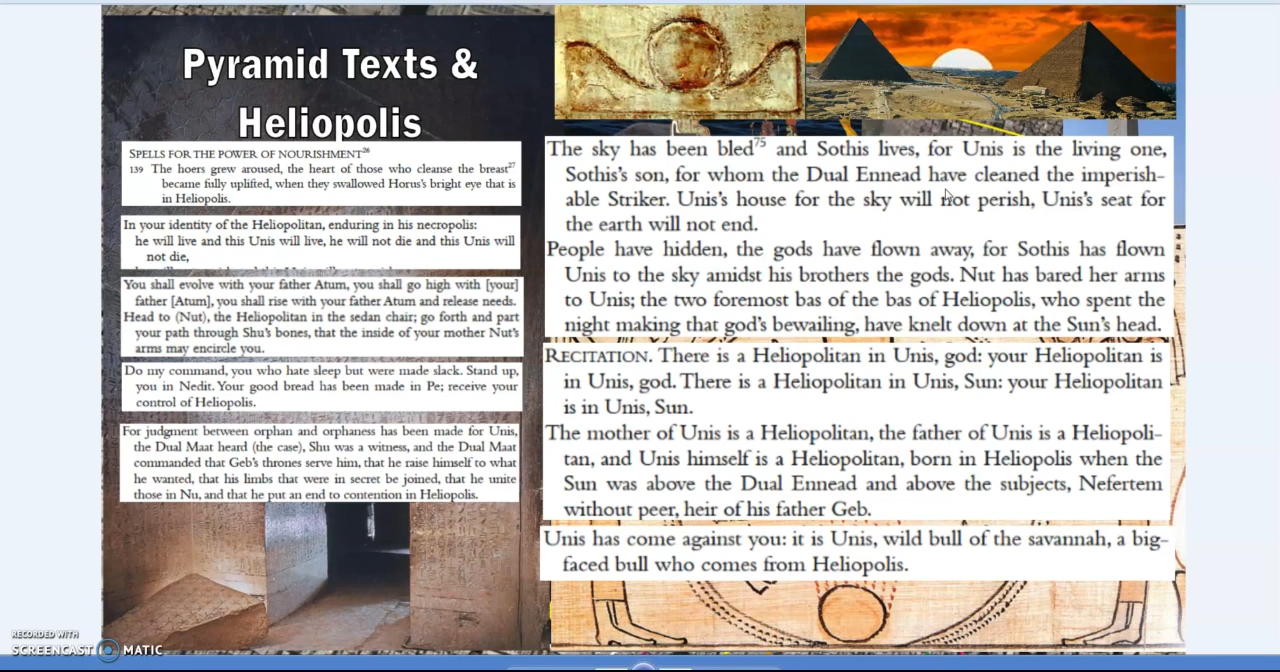 Pyramid Texts &
Heliopolis
SPELLS FOR THE POWER OF NOURISHMENT26
139 The hoers grew aroused, the heart of those who cleanse the breast27
became fully uplifted, when they swallowed Horus's bright eye that is
in Heliopolis.
In your identity of the Heliopolitan, enduring in his necropolis:
he will live and this Unis will live, he will not die and this Unis will
not die,
You shall evolve with your father Atum, you shall go high with [your]
father [Atum], you shall rise with your father Atum and release needs.
Head to (Nut), the Heliopolitan in the sedan chair; go forth and part
your path through Shu's bones, that the inside of your mother Nut's
arms may encircle you.
Do my command, you who hate sleep but were made slack. Stand up,
you in Nedit. Your good bread has been made in Pe; receive your
control of Heliopolis.
For judgment between orphan and orphaness has been made for Unis,
the Dual Maat heard (the case), Shu was a witness, and the Dual Maat
commanded that Geb's thrones serve him, that he raise himself to what
he wanted, that his limbs that were in secret be joined, that he unite
those in Nu, and that he put an end to contention in Heliopolis.
The sky has been bled75 and Sothis lives, for Unis is the living one,
Sothis's son, for whom the Dual Ennead have cleaned the imperish-
able Striker. Unis's house for the sky will not perish, Unis's seat for
the earth will not end.
People have hidden, the gods have flown away, for Sothis has flown
Unis to the sky amidst his brothers the gods. Nut has bared her arms
to Unis; the two foremost bas of the bas of Heliopolis, who spent the
night making that god's bewailing, have knelt down at the Sun's head.
RECITATION. There is a Heliopolitan in Unis, god: your Heliopolitan is
in Unis, god. There is a Heliopolitan in Unis, Sun: your Heliopolitan
is in Unis, Sun.
The mother of Unis is a Heliopolitan, the father of Unis is a Heliopoli-
tan, and Unis himself is a Heliopolitan, born in Heliopolis when the
Sun was above the Dual Ennead and above the subjects, Nefertem
without peer, heir of his father Geb.
Unis has come against you: it is Unis, wild bull of the savannah, a big-
faced bull who comes from Heliopolis.
RECORDED WITH
SCREENCAST MATIC